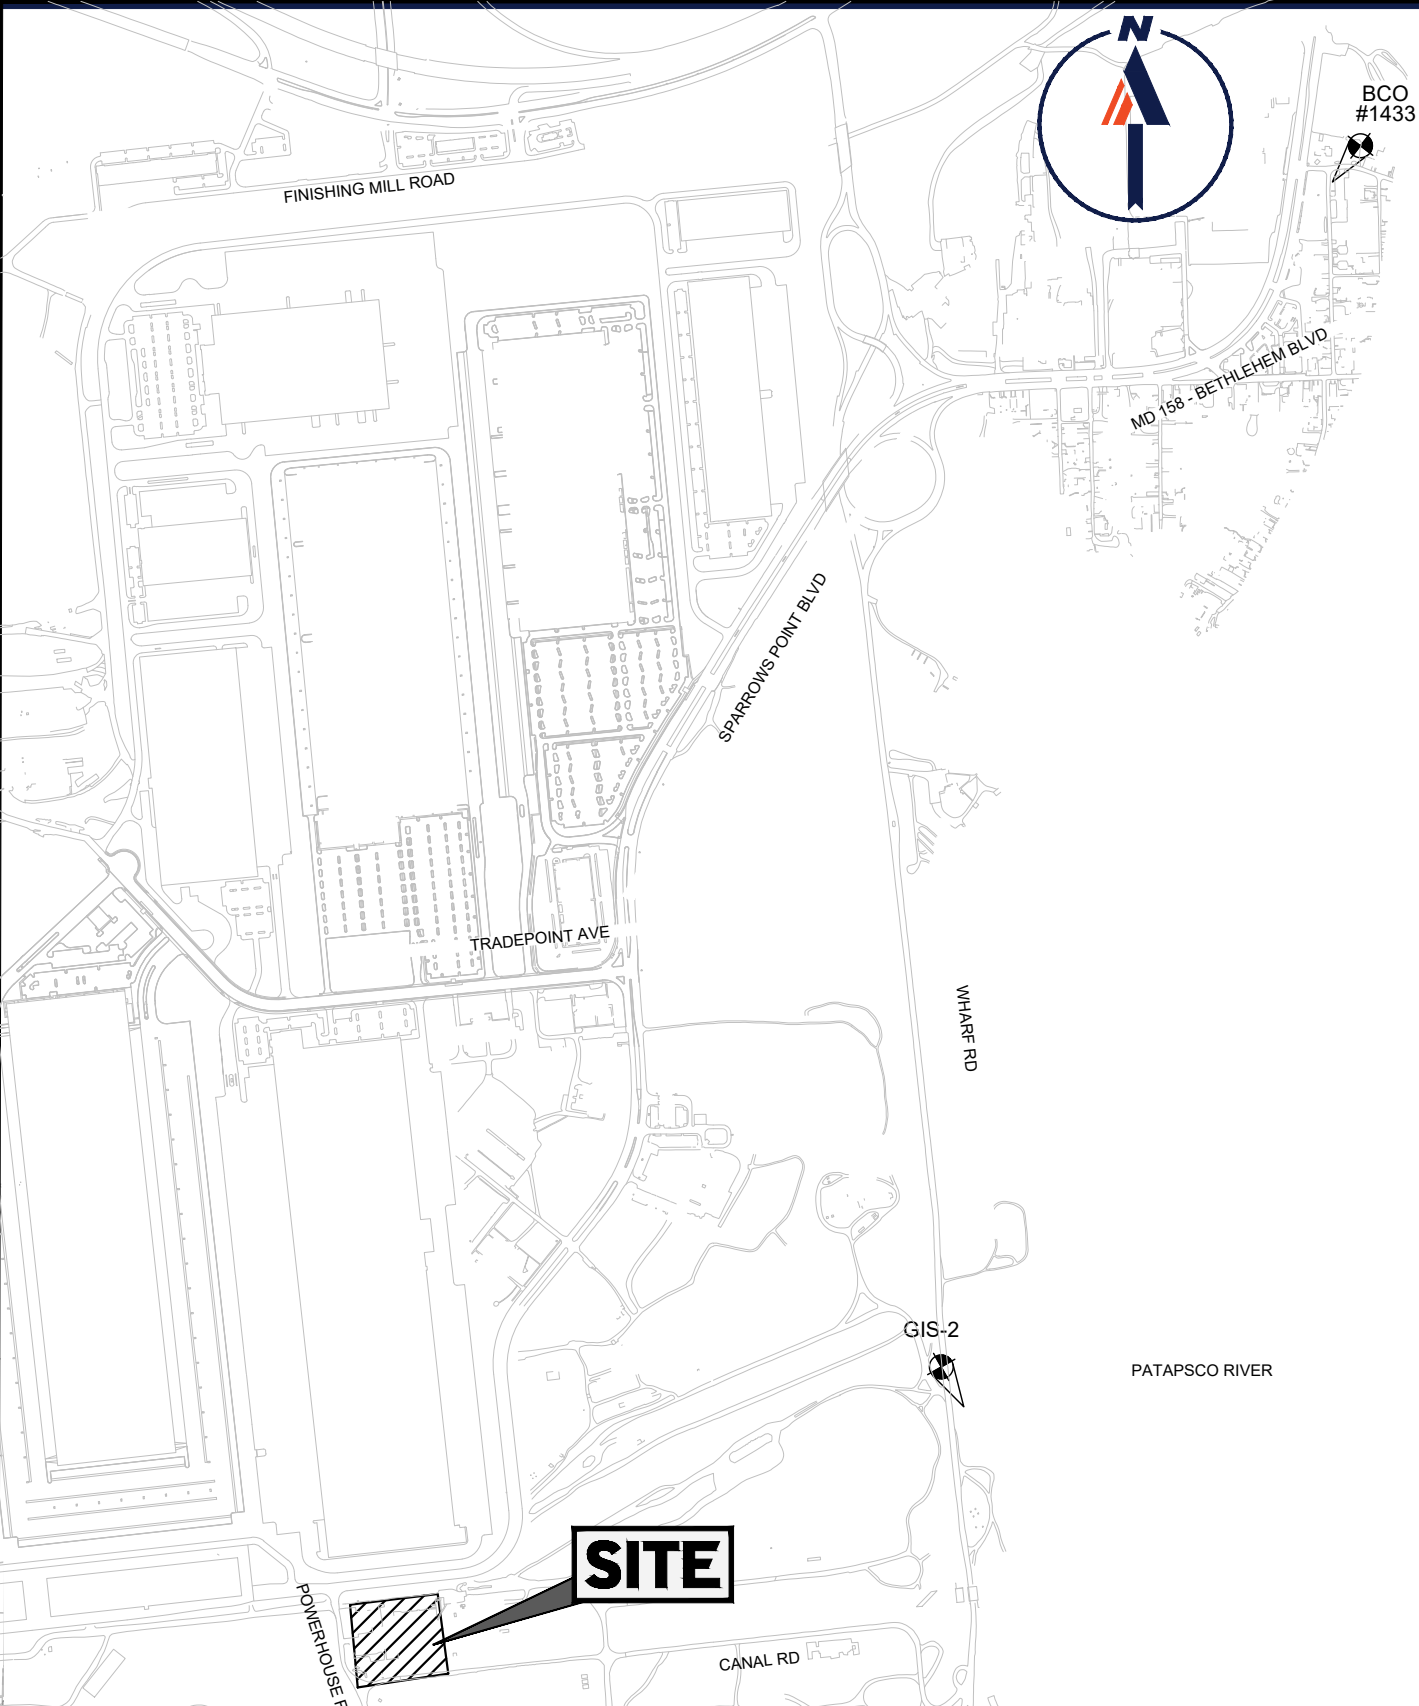 N
BCO
#1433
FINISHING MILL ROAD
MD 158 - BETHLEHEM BLVD
SPARROWS POINT BLVD
TRADEPOINT AVE
WHARF RD
GIS-2
PATAPSCO RIVER
SITE
POWERHOUSE
CANAL RD